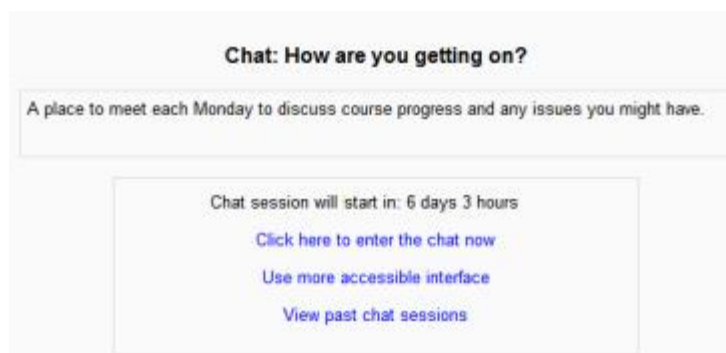 Chat: How are you getting on?
A place to meet each Monday to discuss course progress and any issues you might have.
Chat session will start in: 6 days 3 hours
Click here to enter the chat now
Use more accessible interface
View past chat sessions